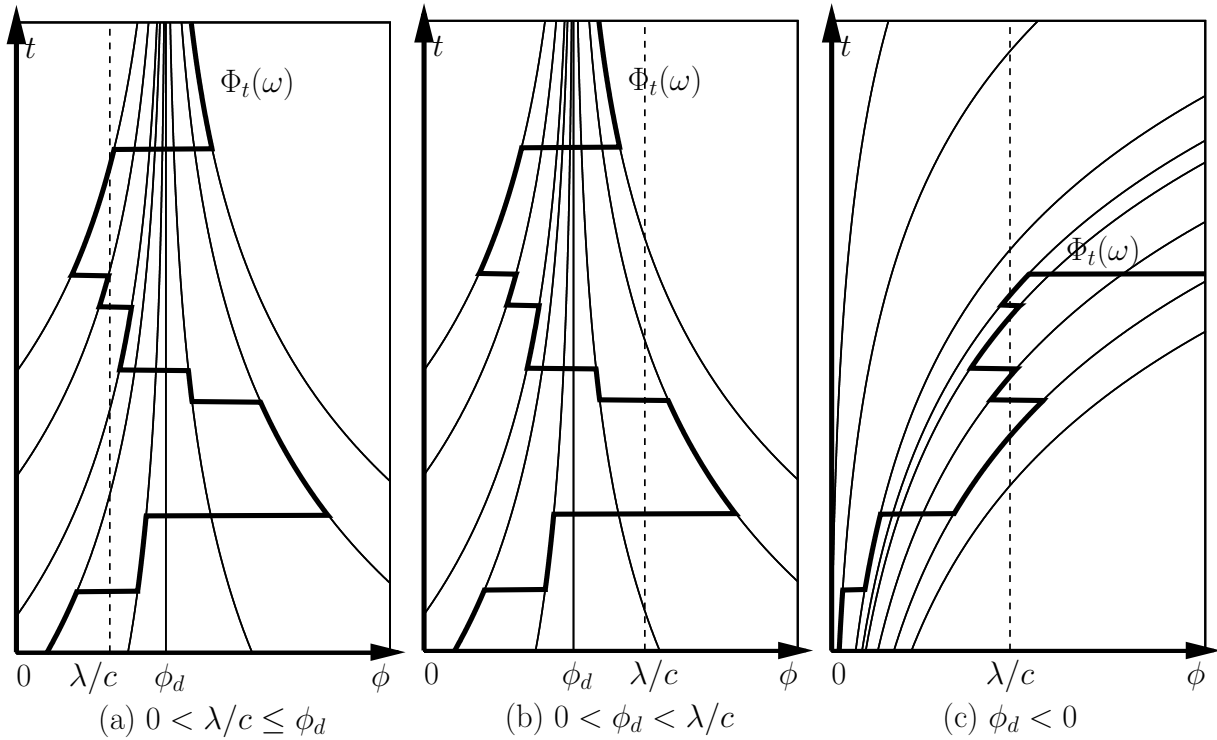 t
Φ_t(ω)
0
λ/c
ϕ_d
ϕ
(a) 0 < λ/c ≤ ϕ_d
t
Φ_t(ω)
0
ϕ_d
λ/c
ϕ
(b) 0 < ϕ_d < λ/c
t
Φ_t(ω)
0
λ/c
ϕ
(c) ϕ_d < 0